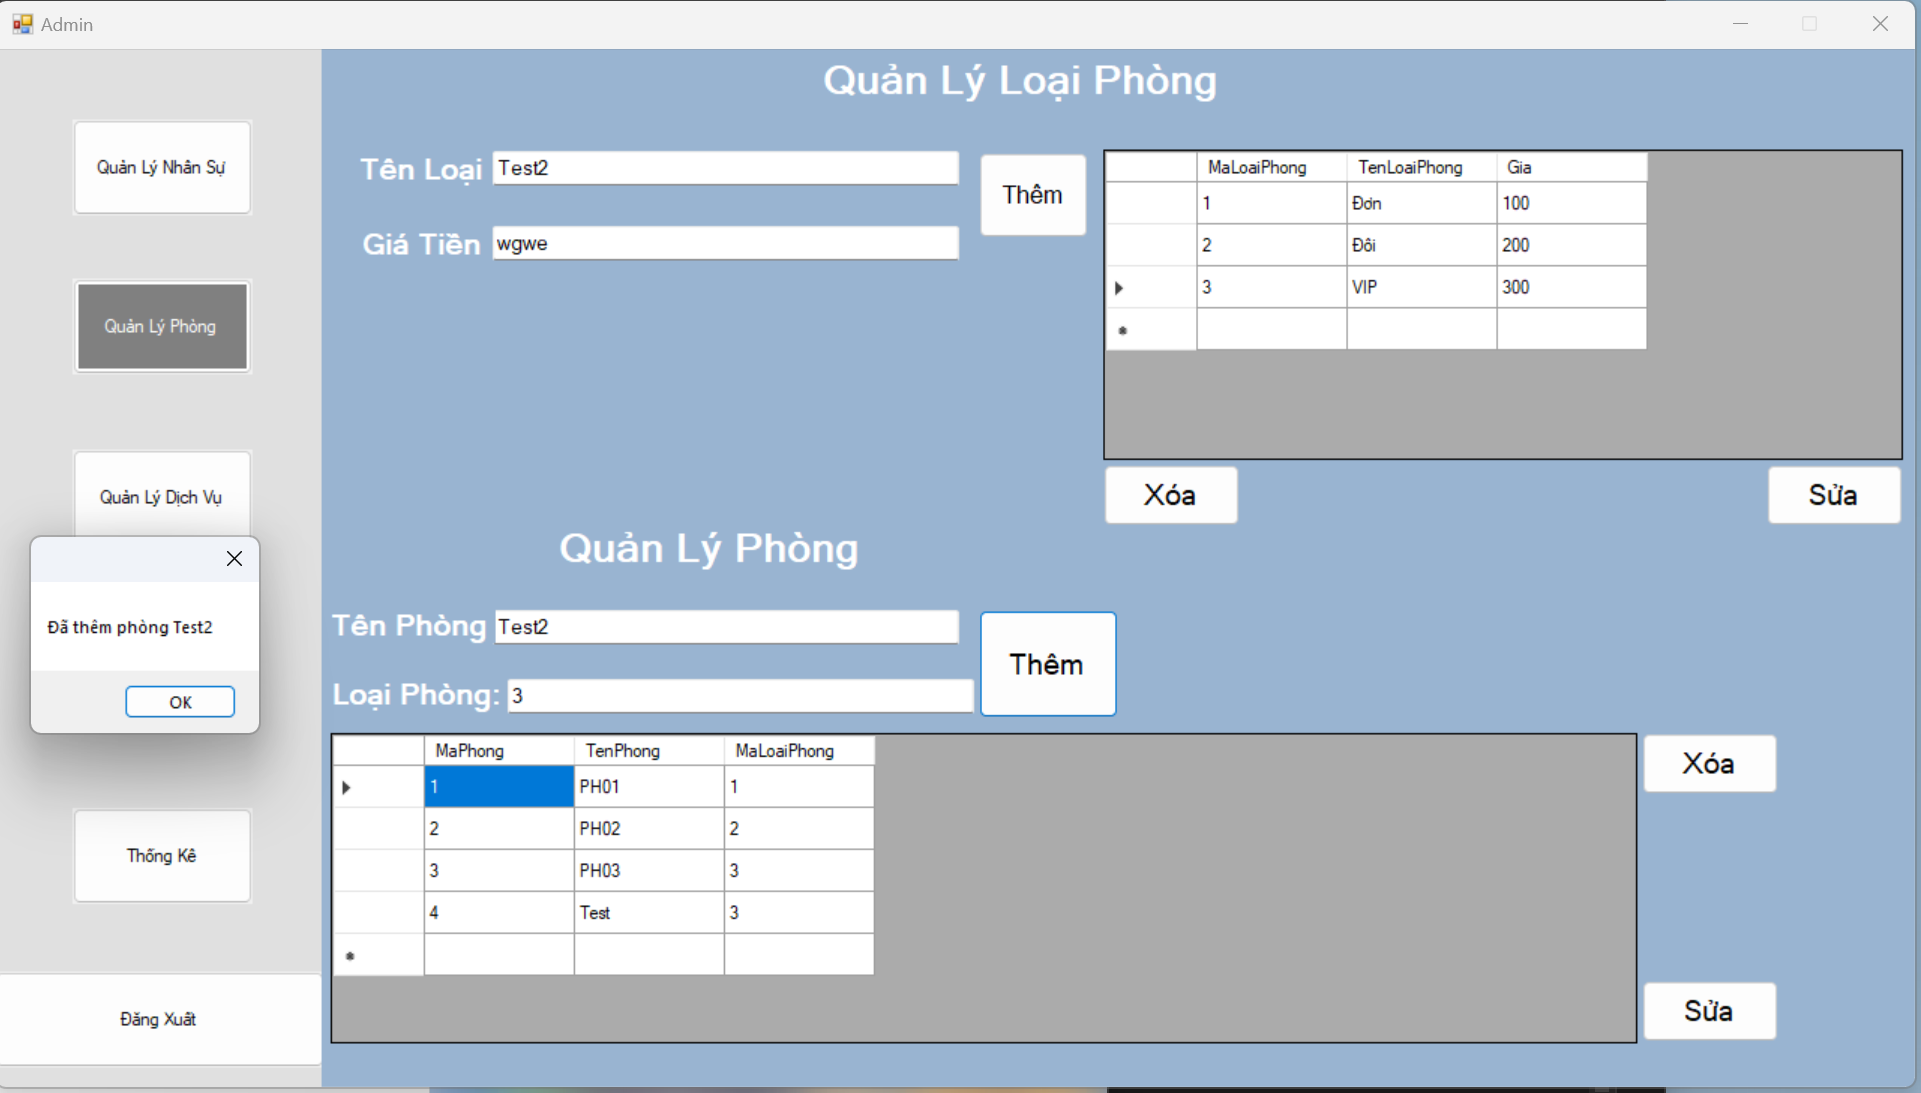 Admin
Quản Lý Nhân Sự
Quản Lý Phòng
Quản Lý Dịch Vụ
Đã thêm phòng Test2
OK
Thống Kê
Đăng Xuất
Quản Lý Loại Phòng
Tên Loại Test2
Giá Tiền wgwe
Thêm
MaLoaiPhong TenLoaiPhong Gia
1 Đơn 100
2 Đôi 200
3 VIP 300
Xóa
Sửa
Quản Lý Phòng
Tên Phòng Test2
Loại Phòng: 3
Thêm
MaPhong TenPhong MaLoaiPhong
1 PH01 1
2 PH02 2
3 PH03 3
4 Test 3
Xóa
Sửa